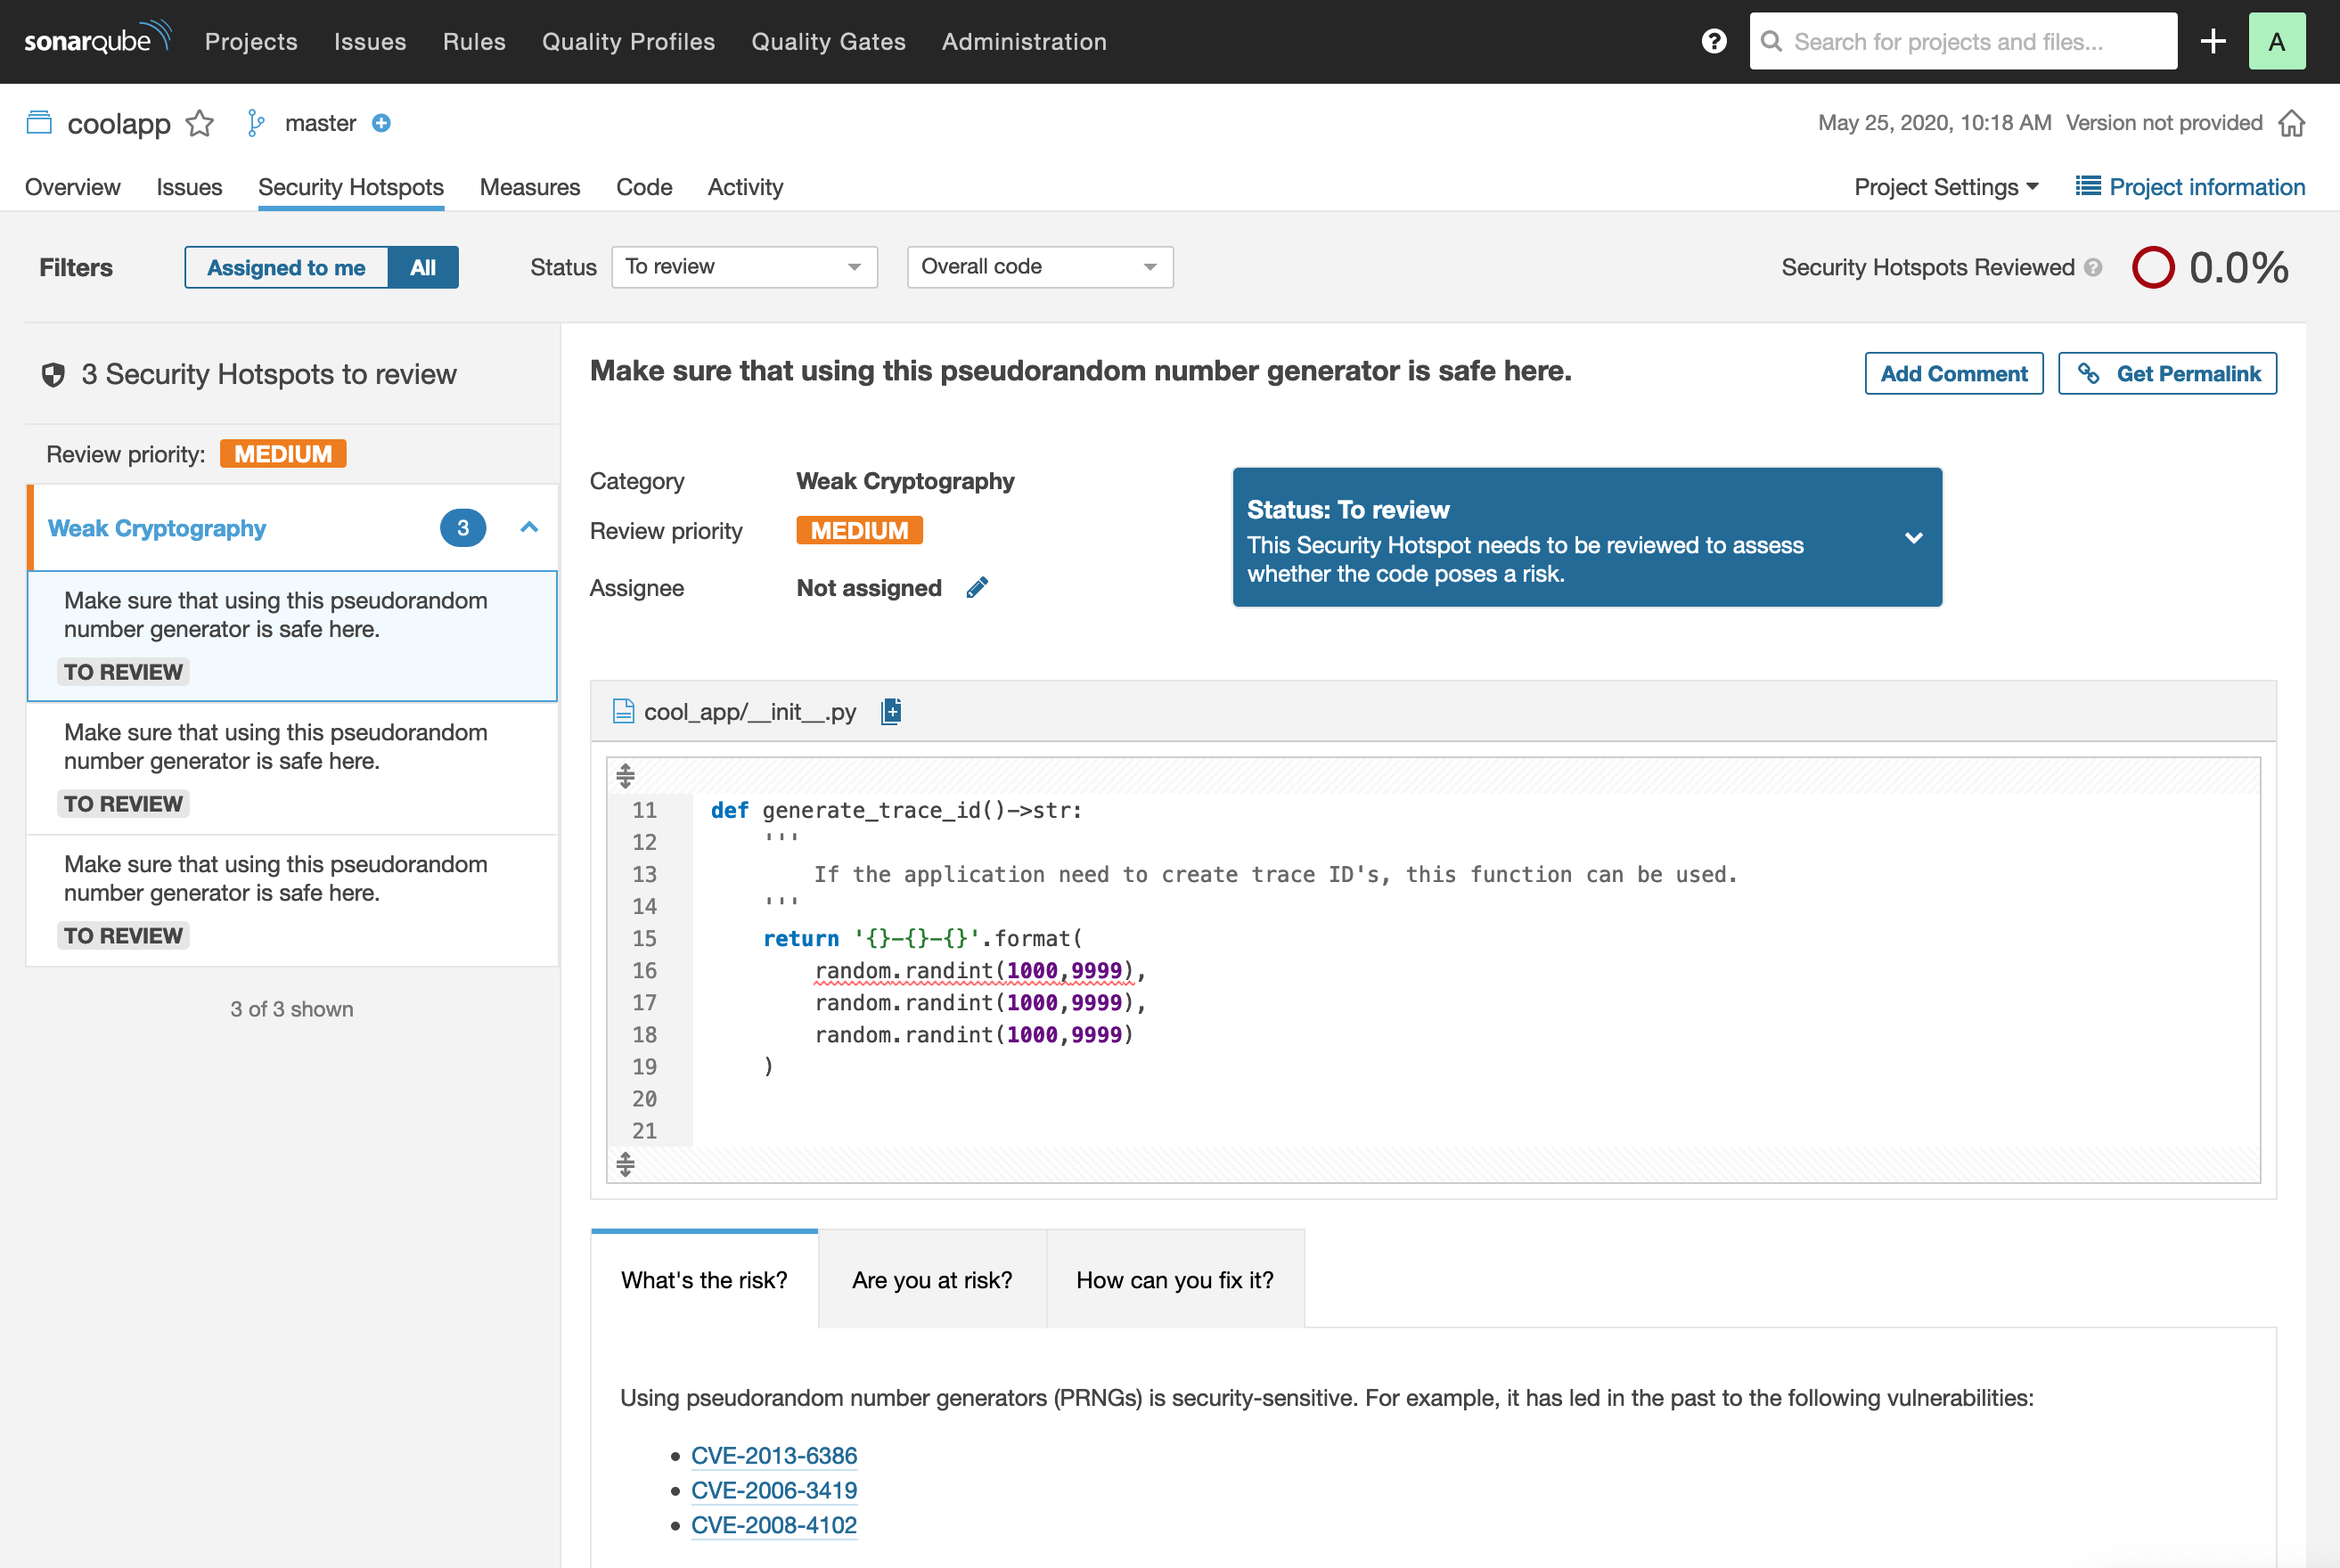 sonarqube Projects Issues Rules Quality Profiles Quality Gates Administration ? Search for projects and files... + A
coolapp master May 25, 2020, 10:18 AM Version not provided
Overview Issues Security Hotspots Measures Code Activity Project Settings Project information
Filters Assigned to me All Status To review Overall code Security Hotspots Reviewed ? 0.0%
3 Security Hotspots to review
Review priority: MEDIUM
Weak Cryptography 3
Make sure that using this pseudorandom
number generator is safe here.
TO REVIEW
Make sure that using this pseudorandom
number generator is safe here.
TO REVIEW
Make sure that using this pseudorandom
number generator is safe here.
TO REVIEW
3 of 3 shown
Make sure that using this pseudorandom number generator is safe here.
Add Comment Get Permalink
Category Weak Cryptography
Review priority MEDIUM
Assignee Not assigned
Status: To review
This Security Hotspot needs to be reviewed to assess
whether the code poses a risk.
cool_app/__init__.py
11 def generate_trace_id()->str:
12 '''
13 If the application need to create trace ID's, this function can be used.
14 '''
15 return '{}-{}-{}'.format(
16 random.randint(1000,9999),
17 random.randint(1000,9999),
18 random.randint(1000,9999)
19 )
20
21
What's the risk? Are you at risk? How can you fix it?
Using pseudorandom number generators (PRNGs) is security-sensitive. For example, it has led in the past to the following vulnerabilities:
• CVE-2013-6386
• CVE-2006-3419
• CVE-2008-4102